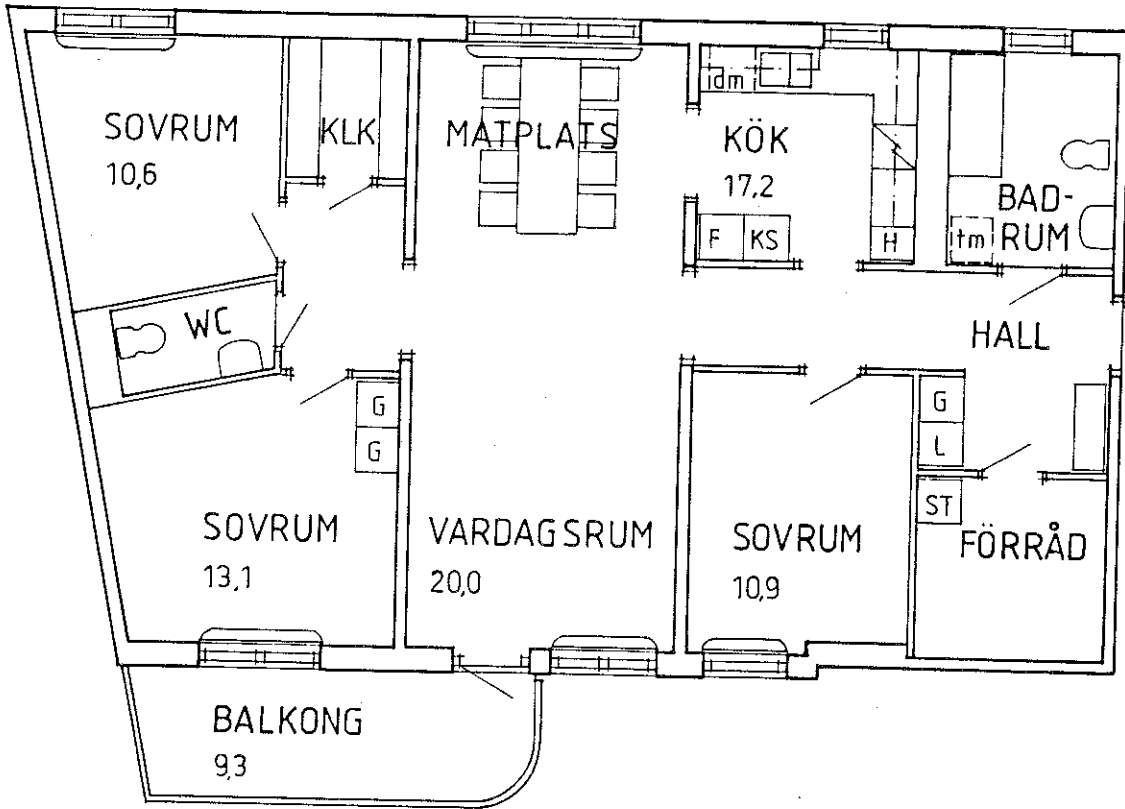 SOVRUM
10,6
KLK
MATPLATS
idm
KÖK
17,2
F
KS
H
BAD-
RUM
tm
WC
HALL
G
G
G
L
ST
SOVRUM
13,1
VARDAGSRUM
20,0
SOVRUM
10,9
FÖRRÅD
BALKONG
9,3